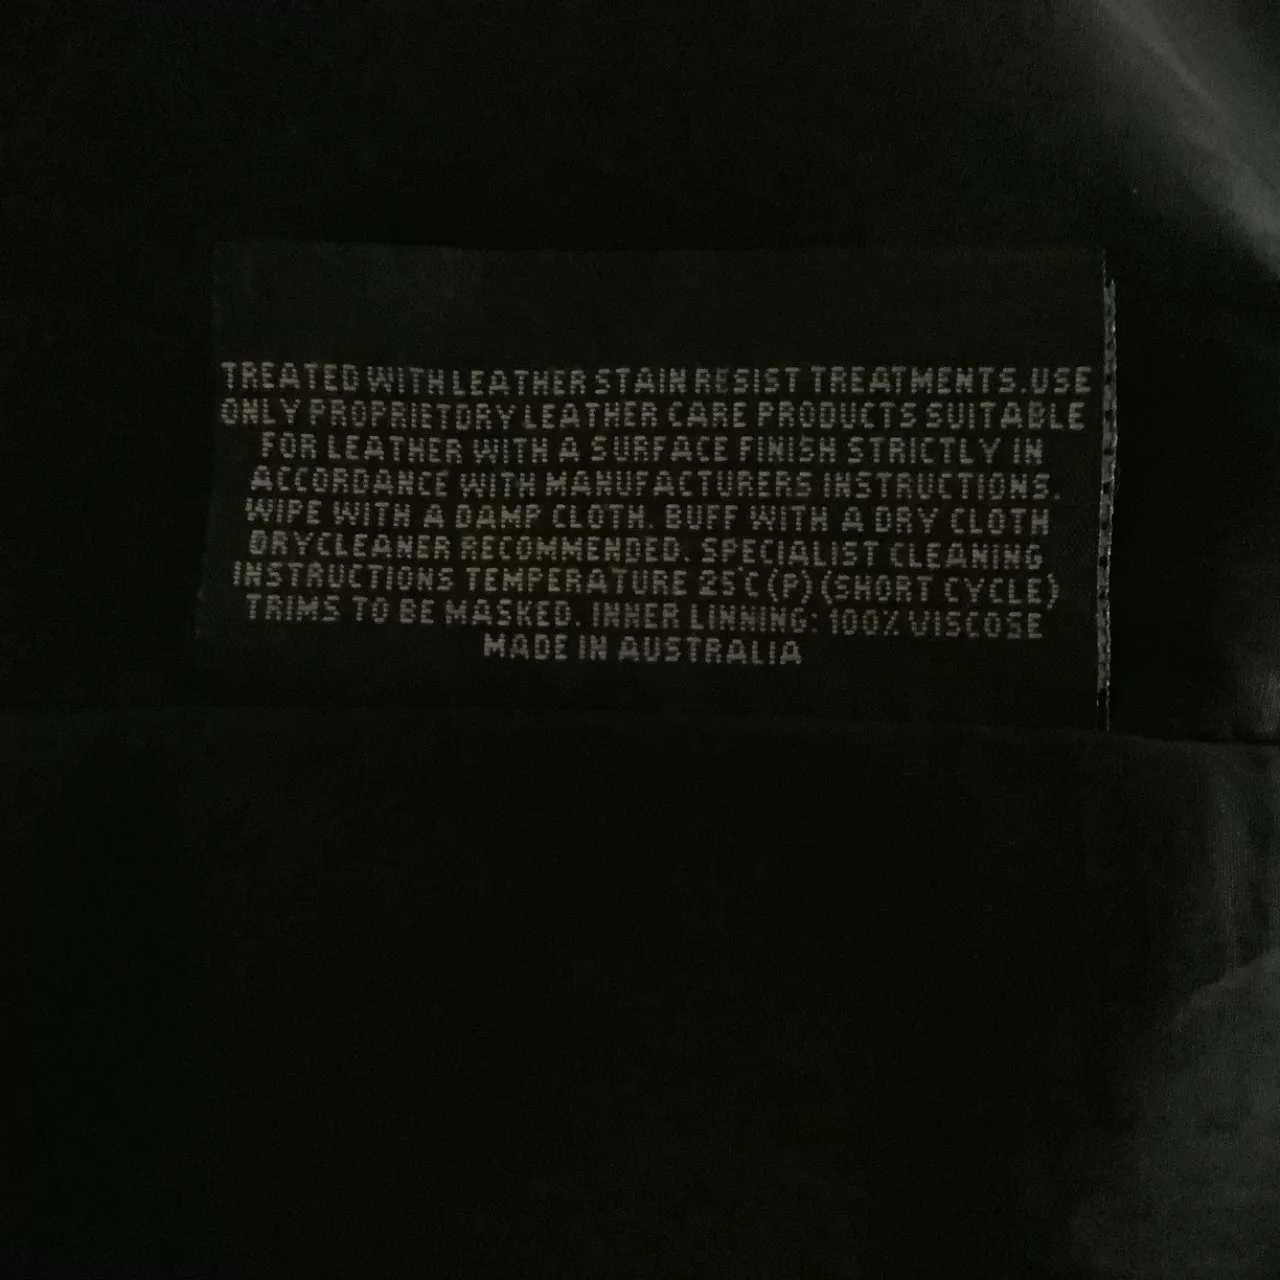 TREATED WITH LEATHER STAIN RESIST TREATMENTS. USE
ONLY PROPRIETORY LEATHER CARE PRODUCTS SUITABLE
FOR LEATHER WITH A SURFACE FINISH STRICTLY IN
ACCORDANCE WITH MANUFACTURERS INSTRUCTIONS.
WIPE WITH A DAMP CLOTH. BUFF WITH A DRY CLOTH
DRYCLEANER RECOMMENDED. SPECIALIST CLEANING
INSTRUCTIONS TEMPERATURE 25°C (P) (SHORT CYCLE)
TRIMS TO BE MASKED. INNER LINNING: 100% VISCOSE
MADE IN AUSTRALIA